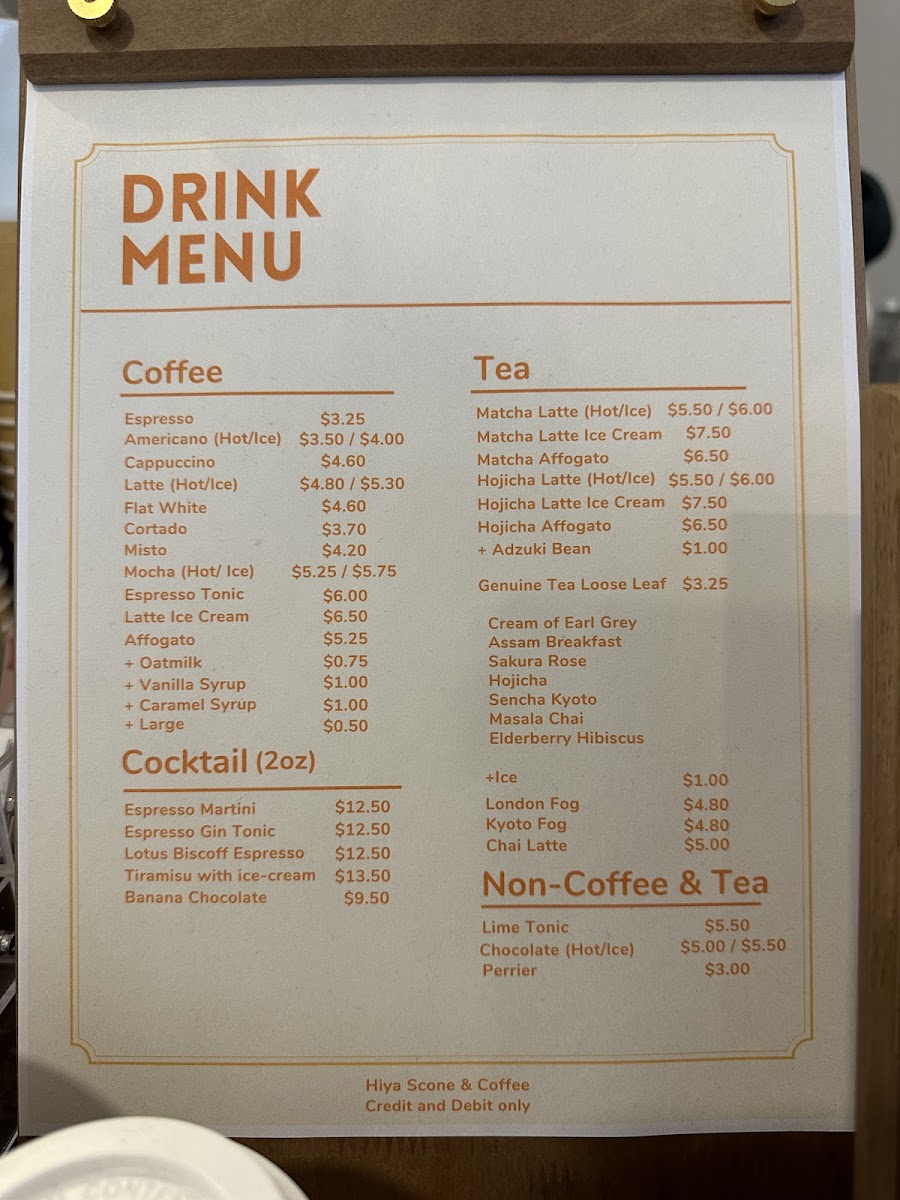 DRINK
MENU
Coffee
Espresso $3.25
Americano (Hot/Ice) $3.50 / $4.00
Cappuccino $4.60
Latte (Hot/Ice) $4.80 / $5.30
Flat White $4.60
Cortado $3.70
Misto $4.20
Mocha (Hot/ Ice) $5.25 / $5.75
Espresso Tonic $6.00
Latte Ice Cream $6.50
Affogato $5.25
+ Oatmilk $0.75
+ Vanilla Syrup $1.00
+ Caramel Syrup $1.00
+ Large $0.50
Cocktail (2oz)
Espresso Martini $12.50
Espresso Gin Tonic $12.50
Lotus Biscoff Espresso $12.50
Tiramisu with ice-cream $13.50
Banana Chocolate $9.50
Tea
Matcha Latte (Hot/Ice) $5.50 / $6.00
Matcha Latte Ice Cream $7.50
Matcha Affogato $6.50
Hojicha Latte (Hot/Ice) $5.50 / $6.00
Hojicha Latte Ice Cream $7.50
Hojicha Affogato $6.50
+ Adzuki Bean $1.00
Genuine Tea Loose Leaf $3.25
Cream of Earl Grey
Assam Breakfast
Sakura Rose
Hojicha
Sencha Kyoto
Masala Chai
Elderberry Hibiscus
+Ice $1.00
London Fog $4.80
Kyoto Fog $4.80
Chai Latte $5.00
Non-Coffee & Tea
Lime Tonic $5.50
Chocolate (Hot/Ice) $5.00 / $5.50
Perrier $3.00
Hiya Scone & Coffee
Credit and Debit only